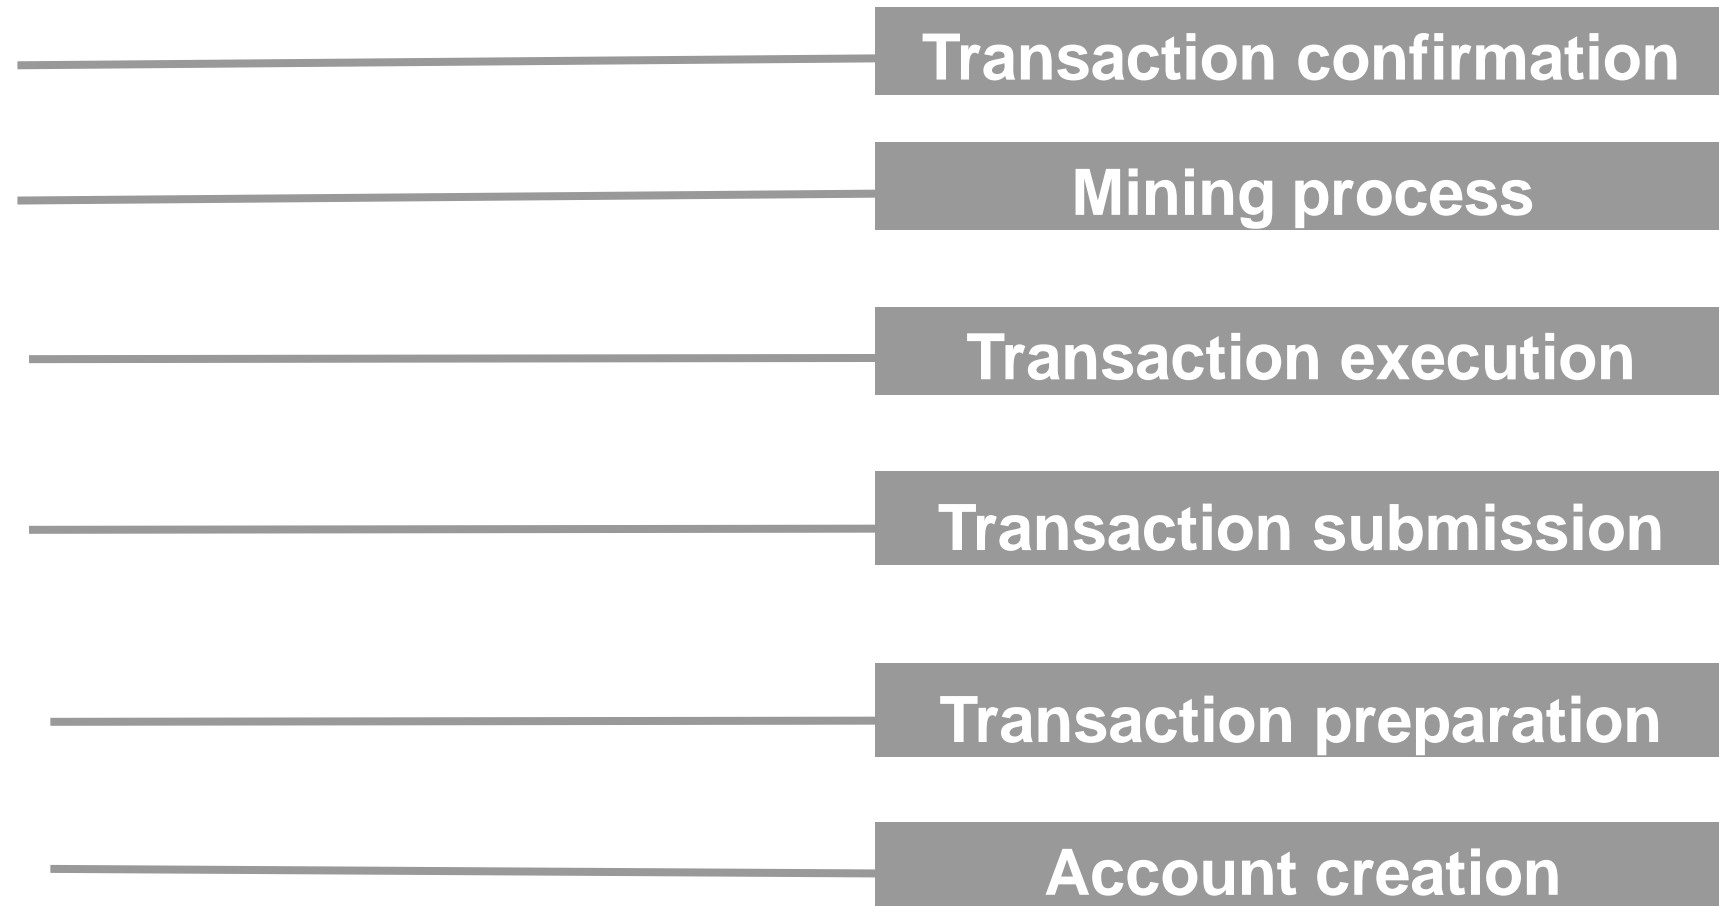 Transaction confirmation
Mining process
Transaction execution
Transaction submission
Transaction preparation
Account creation